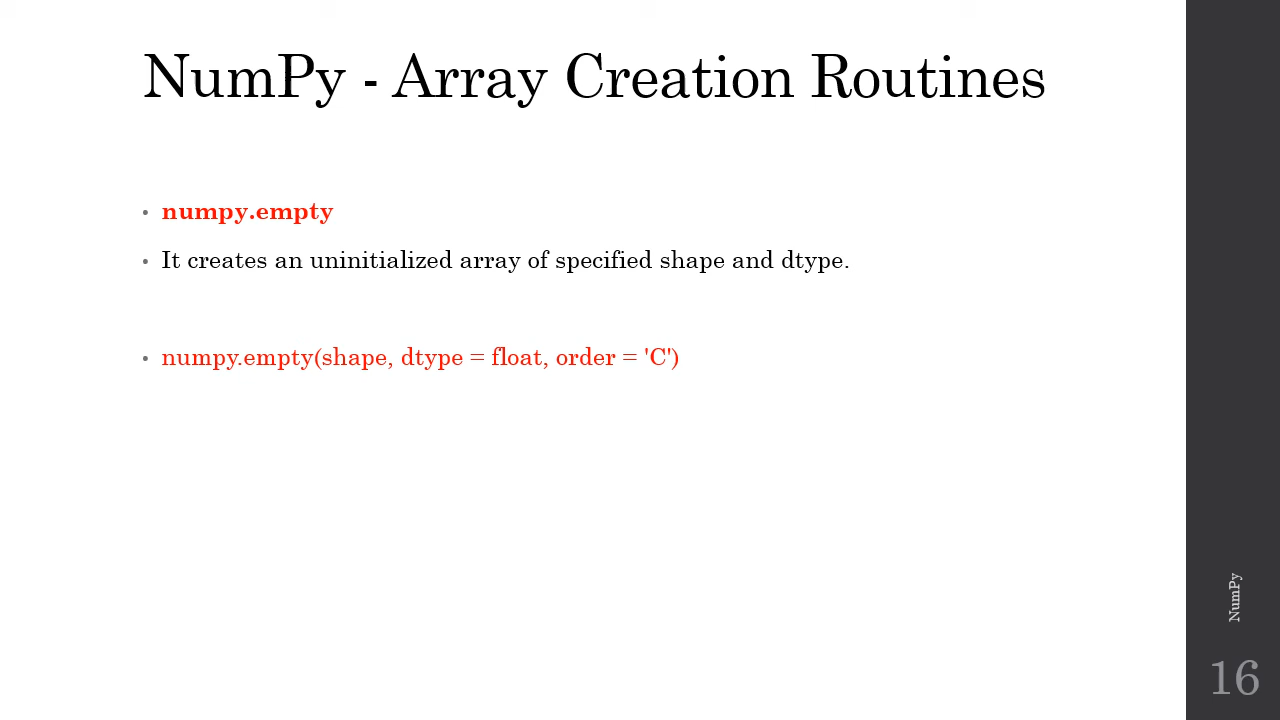 NumPy - Array Creation Routines
• numpy.empty
• It creates an uninitialized array of specified shape and dtype.
• numpy.empty(shape, dtype = float, order = 'C')
NumPy
16